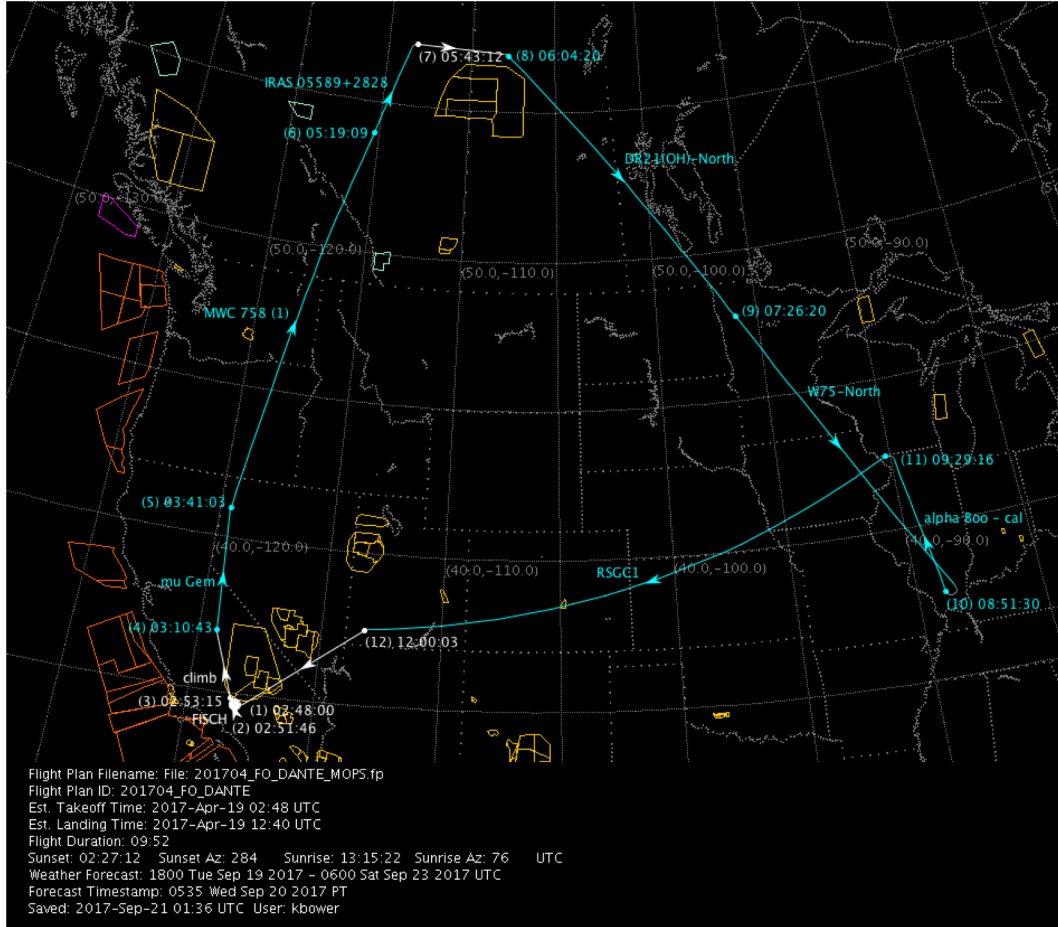 (7) 05:43:12
(8) 06:04:20
IRAS 05589+2828
(6) 05:19:09
DR21(OH)-North
(50.0,-130.0)
(50.0,-120.0)
(50.0,-110.0)
(50.0,-100.0)
(50.0,-90.0)
MWC 758 (1)
(9) 07:26:20
W75-North
(11) 09:29:16
(5) 03:41:03
alpha Boo - cal
(40.0,-120.0)
(40.0,-110.0)
(40.0,-100.0)
(40.0,-90.0)
mu Gem
RSGC1
(10) 08:51:30
(4) 03:10:43
(12) 12:00:03
climb
(3) 02:53:15
(1) 02:48:00
FISCH
(2) 02:51:46
Flight Plan Filename: File: 201704_FO_DANTE_MOPS.fp
Flight Plan ID: 201704_FO_DANTE
Est. Takeoff Time: 2017-Apr-19 02:48 UTC
Est. Landing Time: 2017-Apr-19 12:40 UTC
Flight Duration: 09:52
Sunset: 02:27:12 Sunset Az: 284 Sunrise: 13:15:22 Sunrise Az: 76 UTC
Weather Forecast: 1800 Tue Sep 19 2017 - 0600 Sat Sep 23 2017 UTC
Forecast Timestamp: 0535 Wed Sep 20 2017 PT
Saved: 2017-Sep-21 01:36 UTC User: kbower